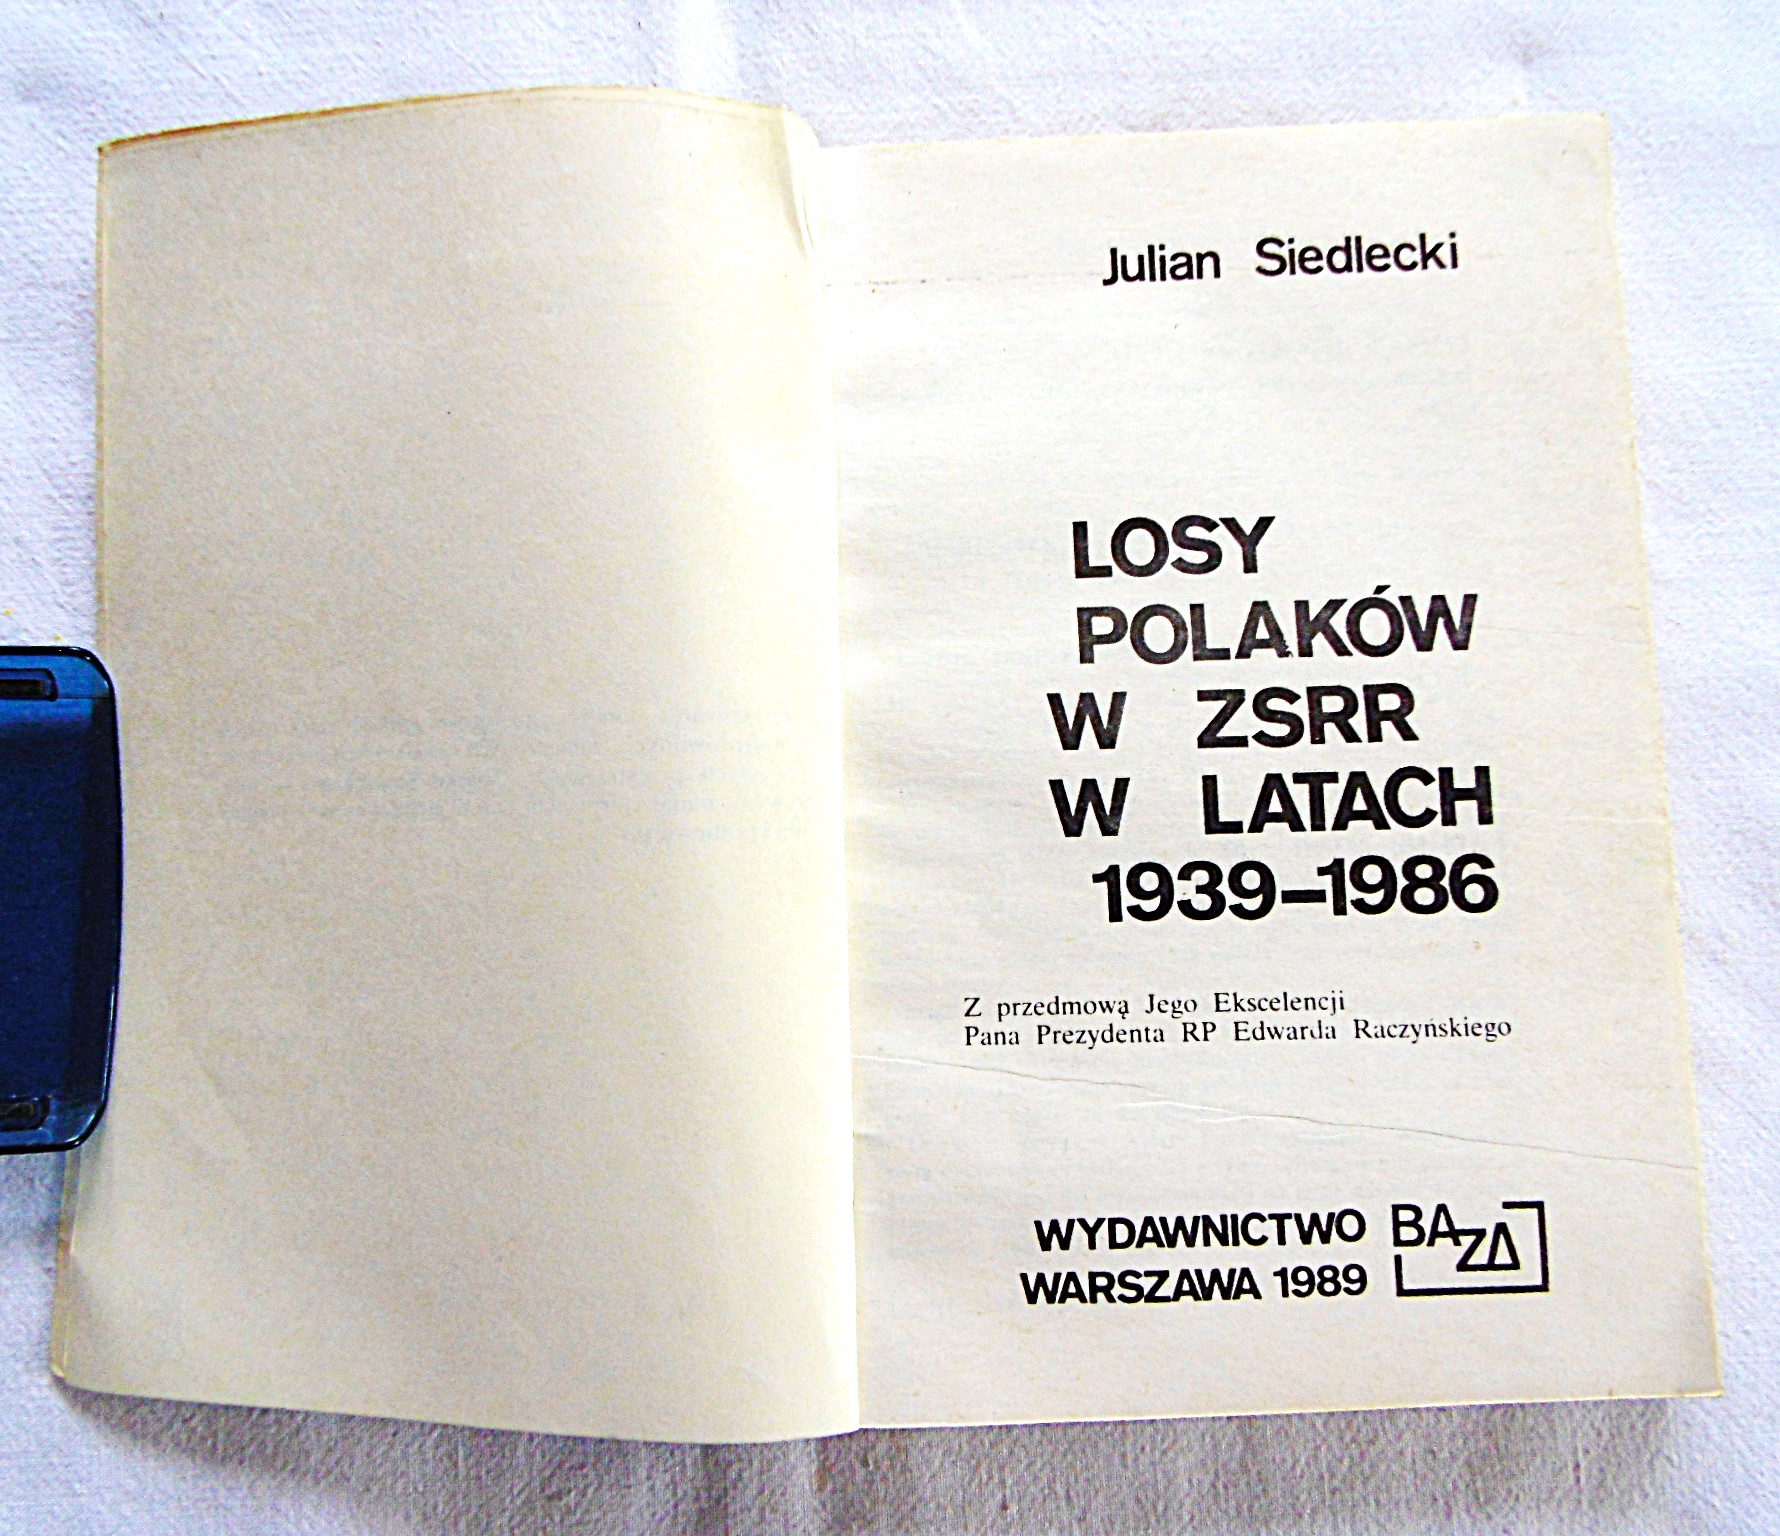 Julian Siedlecki
LOSY
POLAKÓW
W ZSRR
W LATACH
1939–1986
Z przedmową Jego Ekscelencji
Pana Prezydenta RP Edwarda Raczyńskiego
WYDAWNICTWO BAZA
WARSZAWA 1989